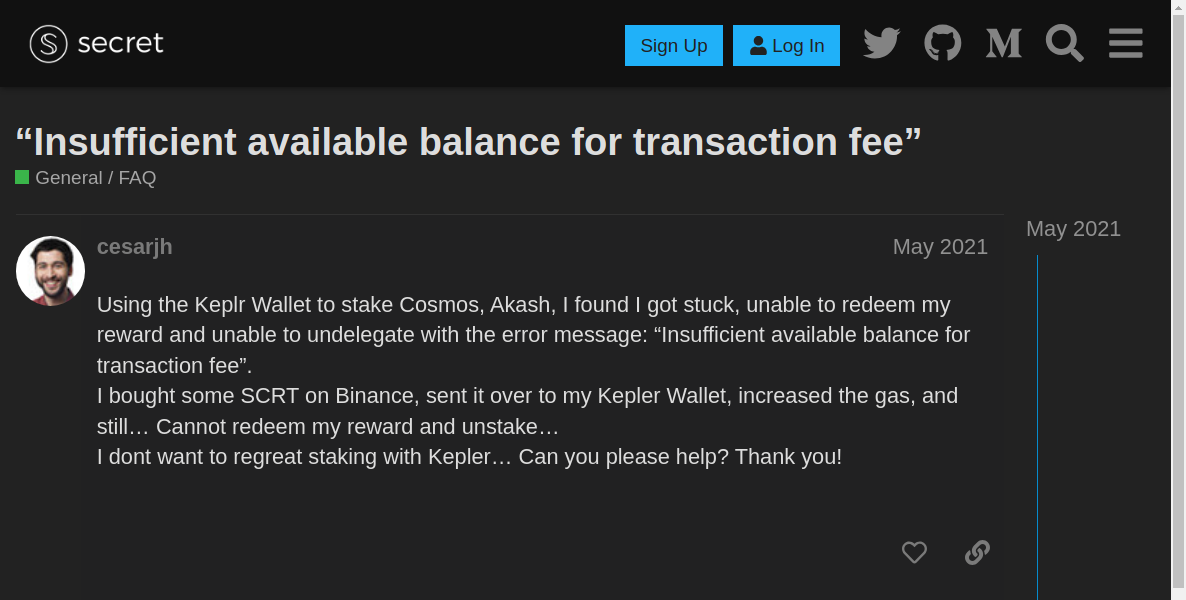 secret
Sign Up
Log In
“Insufficient available balance for transaction fee”
General / FAQ
cesarjh
May 2021
May 2021
Using the Keplr Wallet to stake Cosmos, Akash, I found I got stuck, unable to redeem my
reward and unable to undelegate with the error message: “Insufficient available balance for
transaction fee”.
I bought some SCRT on Binance, sent it over to my Kepler Wallet, increased the gas, and
still… Cannot redeem my reward and unstake…
I dont want to regreat staking with Kepler… Can you please help? Thank you!